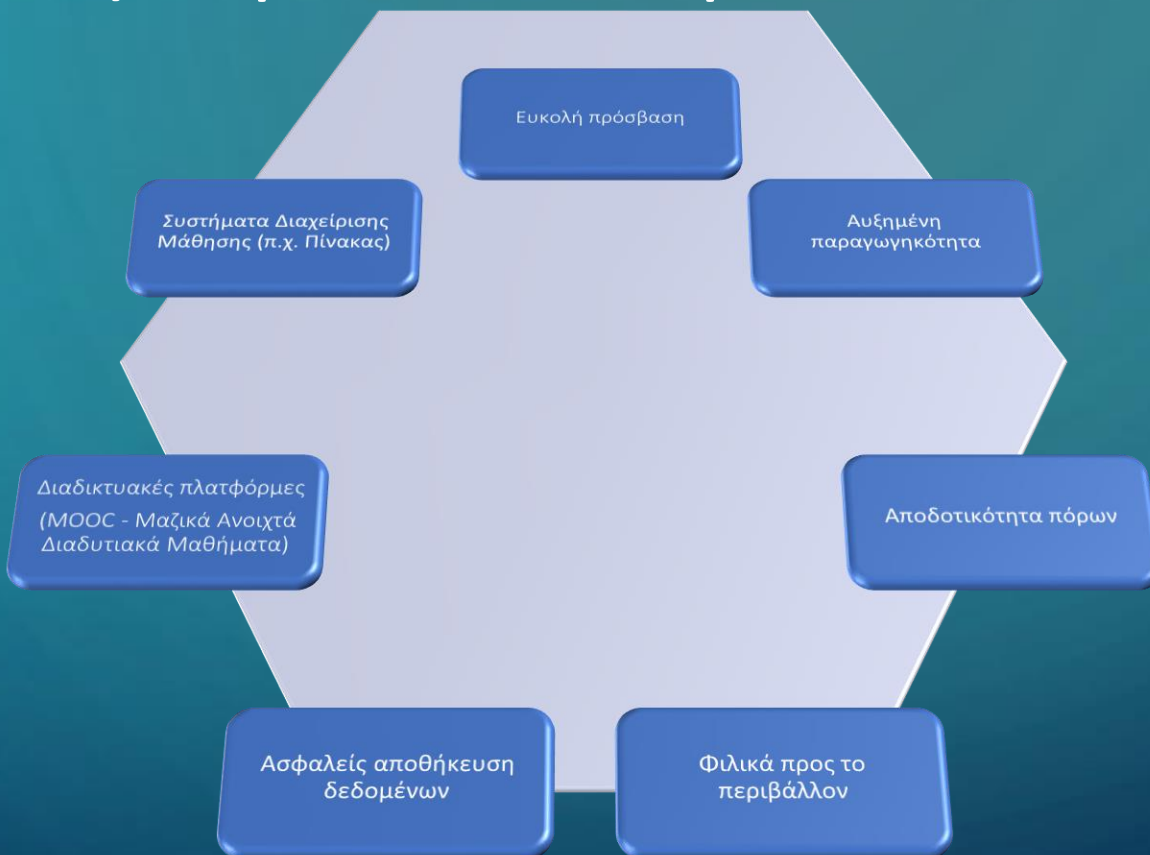 Ευκολή πρόσβαση
Αυξημένη
παραγωγηκότητα
Αποδοτικότητα πόρων
Φιλικά προς το
περιβάλλον
Ασφαλείς αποθήκευση
δεδομένων
Διαδικτυακές πλατφόρμες
(MOOC - Μαζικά Ανοιχτά
Διαδυτιακά Μαθήματα)
Συστήματα Διαχείρισης
Μάθησης (π.χ. Πίνακας)